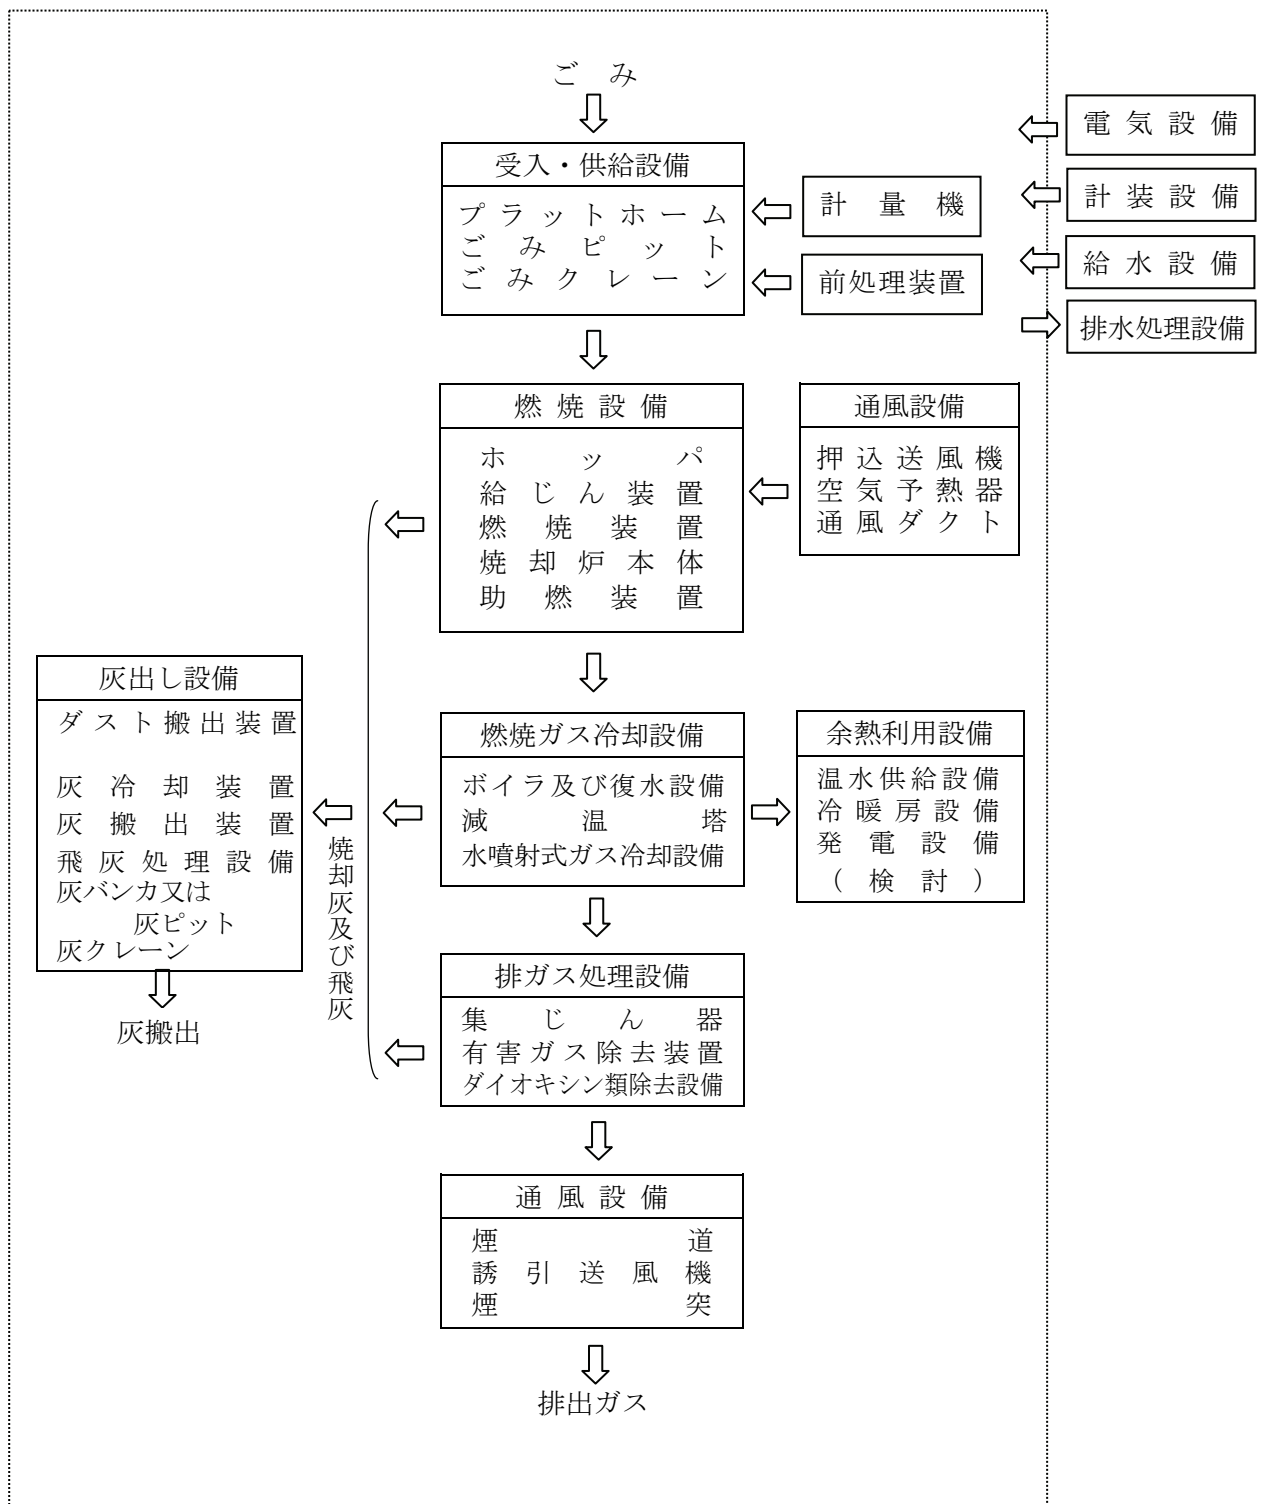 ごみ
受入・供給設備
プラットホーム
ごみピット
ごみクレーン
計量機
前処理装置
電気設備
計装設備
給水設備
排水処理設備
燃焼設備
ホッパ
給じん装置
燃焼装置
焼却炉本体
助燃装置
通風設備
押込送風機
空気予熱器
通風ダクト
灰出し設備
ダスト搬出装置
灰冷却装置
灰搬出装置
飛灰処理設備
灰バンカ又は
灰ピット
灰クレーン
灰搬出
焼却灰及び飛灰
燃焼ガス冷却設備
ボイラ及び復水設備
減温塔
水噴射式ガス冷却設備
余熱利用設備
温水供給設備
冷暖房設備
発電設備
(検討)
排ガス処理設備
集じん器
有害ガス除去装置
ダイオキシン類除去設備
通風設備
煙道
誘引送風機
煙突
排出ガス